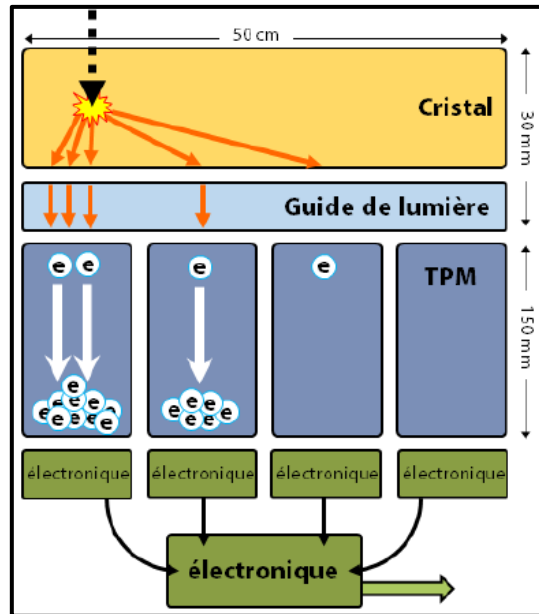 50 cm
Cristal
30 mm
Guide de lumière
e e e e TPM
150 mm
e e
e e e e e e e e e e e e
e e
électronique électronique électronique électronique
électronique